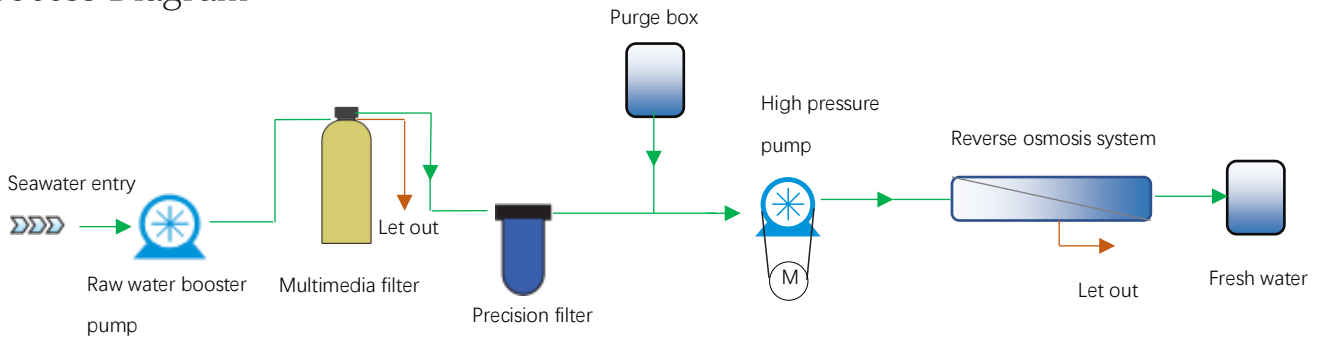 Diagram
Purge box
High pressure
pump
Reverse osmosis system
Seawater entry
Let out
Raw water booster
pump
Multimedia filter
Precision filter
M
Let out
Fresh water